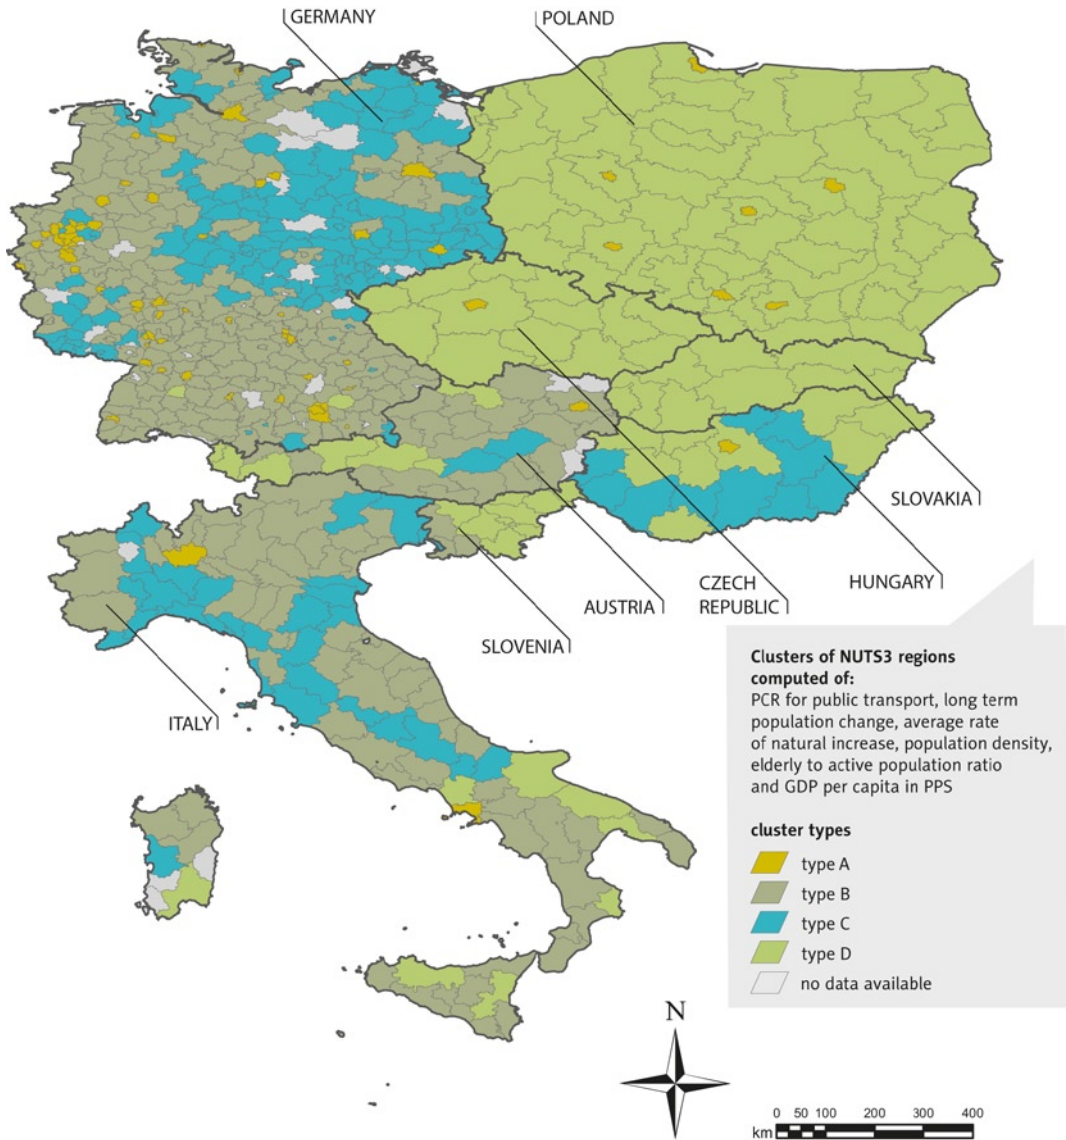 GERMANY
POLAND
SLOVAKIA
HUNGARY
CZECH
REPUBLIC
AUSTRIA
SLOVENIA
ITALY
Clusters of NUTS3 regions
computed of:
PCR for public transport, long term
population change, average rate
of natural increase, population density,
elderly to active population ratio
and GDP per capita in PPS
cluster types
type A
type B
type C
type D
no data available
N
0 50 100 200 300 400
km